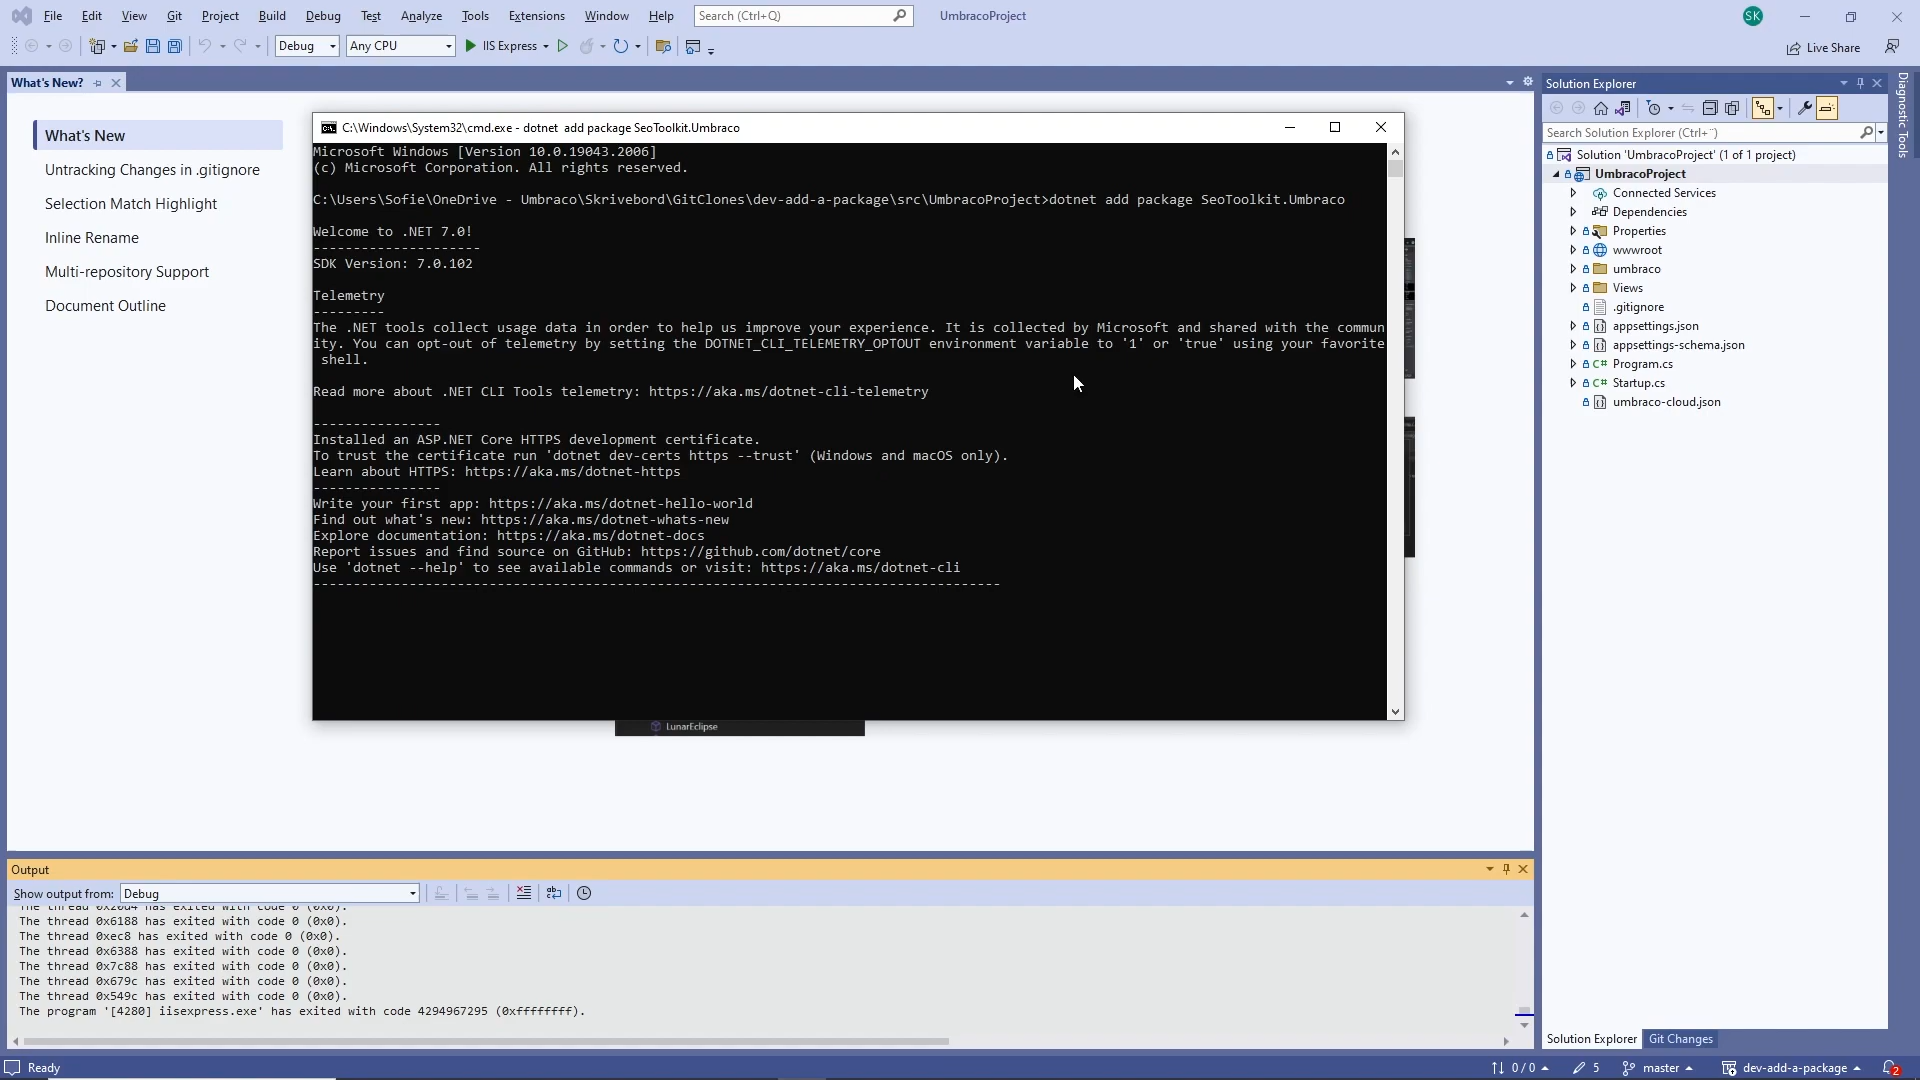 File Edit View Git Project Build Debug Test Analyze Tools Extensions Window Help Search (Ctrl+Q) UmbracoProject SK
Debug Any CPU IIS Express Live Share
What's New?
What's New
Untracking Changes in .gitignore
Selection Match Highlight
Inline Rename
Multi-repository Support
Document Outline
C:\Windows\System32\cmd.exe - dotnet add package SeoToolkit.Umbraco
Microsoft Windows [Version 10.0.19043.2006]
(c) Microsoft Corporation. All rights reserved.
C:\Users\Sofie\OneDrive - Umbraco\Skrivebord\GitClones\dev-add-a-package\src\UmbracoProject>dotnet add package SeoToolkit.Umbraco
Welcome to .NET 7.0!
---------------------
SDK Version: 7.0.102
Telemetry
---------
The .NET tools collect usage data in order to help us improve your experience. It is collected by Microsoft and shared with the commun
ity. You can opt-out of telemetry by setting the DOTNET_CLI_TELEMETRY_OPTOUT environment variable to '1' or 'true' using your favorite
shell.
Read more about .NET CLI Tools telemetry: https://aka.ms/dotnet-cli-telemetry
----------------
Installed an ASP.NET Core HTTPS development certificate.
To trust the certificate run 'dotnet dev-certs https --trust' (Windows and macOS only).
Learn about HTTPS: https://aka.ms/dotnet-https
----------------
Write your first app: https://aka.ms/dotnet-hello-world
Find out what's new: https://aka.ms/dotnet-whats-new
Explore documentation: https://aka.ms/dotnet-docs
Report issues and find source on GitHub: https://github.com/dotnet/core
Use 'dotnet --help' to see available commands or visit: https://aka.ms/dotnet-cli
--------------------------------------------------------------------------------------
LunarEclipse
Solution Explorer
Search Solution Explorer (Ctrl+¨)
Solution 'UmbracoProject' (1 of 1 project)
UmbracoProject
Connected Services
Dependencies
Properties
wwwroot
umbraco
Views
.gitignore
appsettings.json
appsettings-schema.json
C# Program.cs
C# Startup.cs
umbraco-cloud.json
Diagnostic Tools
Output
Show output from: Debug
The thread 0x20d4 has exited with code 0 (0x0).
The thread 0x6188 has exited with code 0 (0x0).
The thread 0xec8 has exited with code 0 (0x0).
The thread 0x6388 has exited with code 0 (0x0).
The thread 0x7c88 has exited with code 0 (0x0).
The thread 0x679c has exited with code 0 (0x0).
The thread 0x549c has exited with code 0 (0x0).
The program '[4280] iisexpress.exe' has exited with code 4294967295 (0xffffffff).
Solution Explorer Git Changes
Ready 0 / 0 5 master dev-add-a-package 2